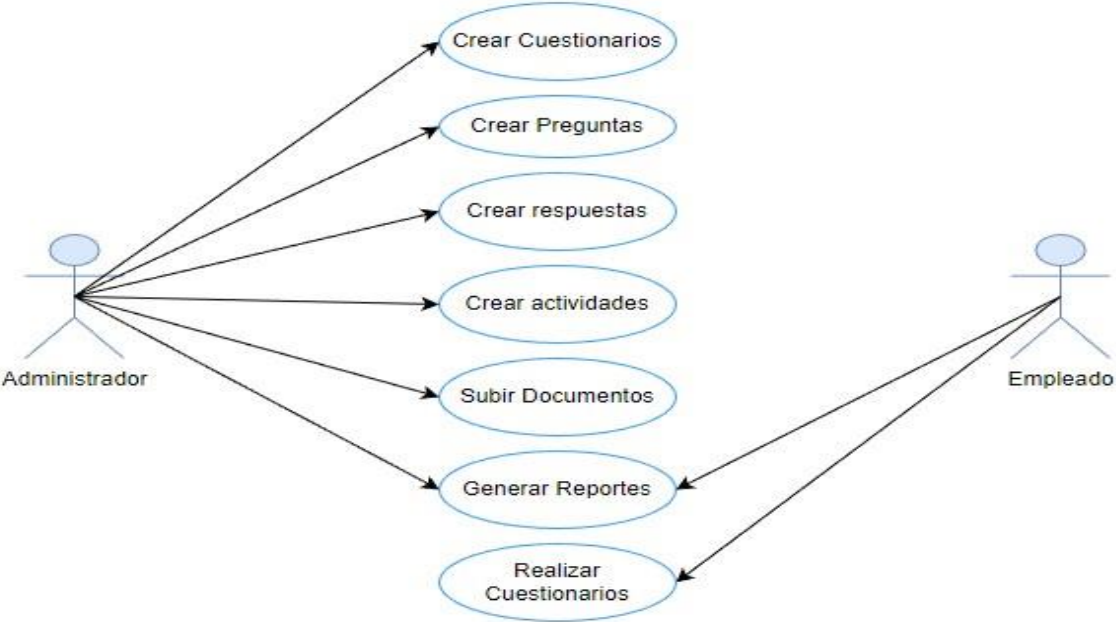 Crear Cuestionarios
Crear Preguntas
Crear respuestas
Crear actividades
Administrador
Empleado
Subir Documentos
Generar Reportes
Realizar
Cuestionarios